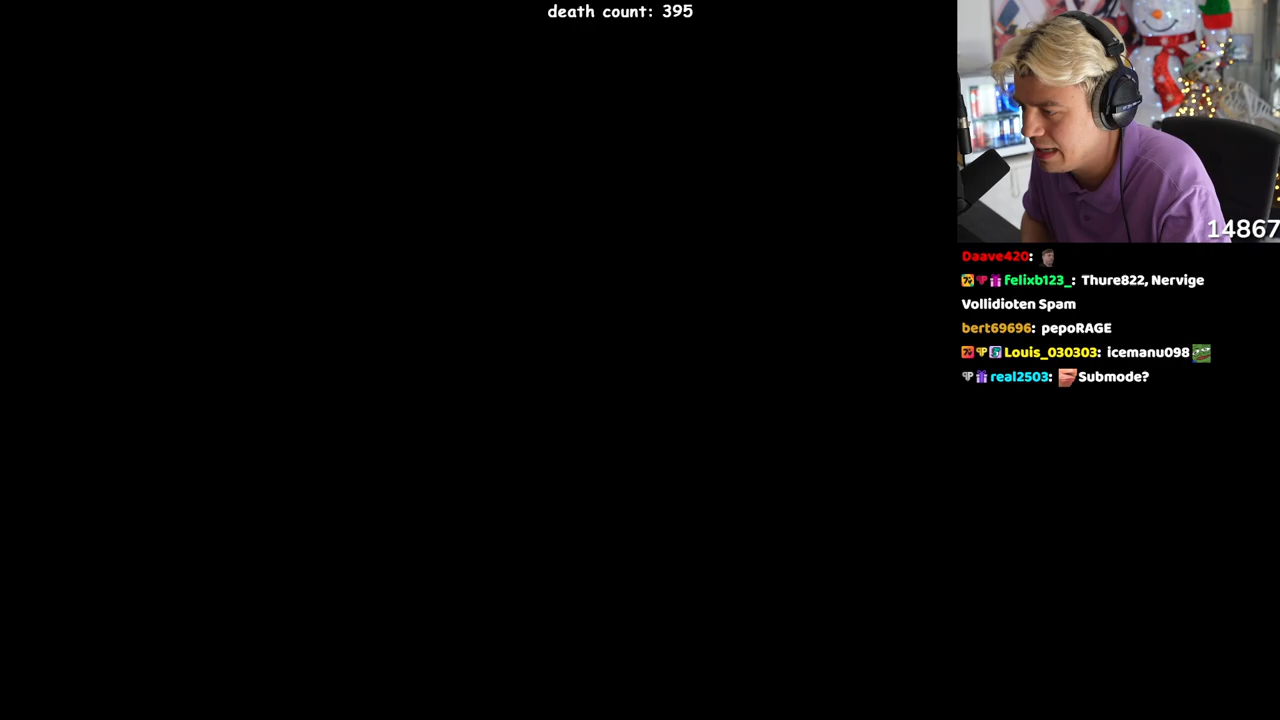 death count: 395
14867
Daave420:
felixb123_: Thure822, Nervige
Vollidioten Spam
bert69696: pepoRAGE
Louis_030303: icemanu098
real2503: Submode?